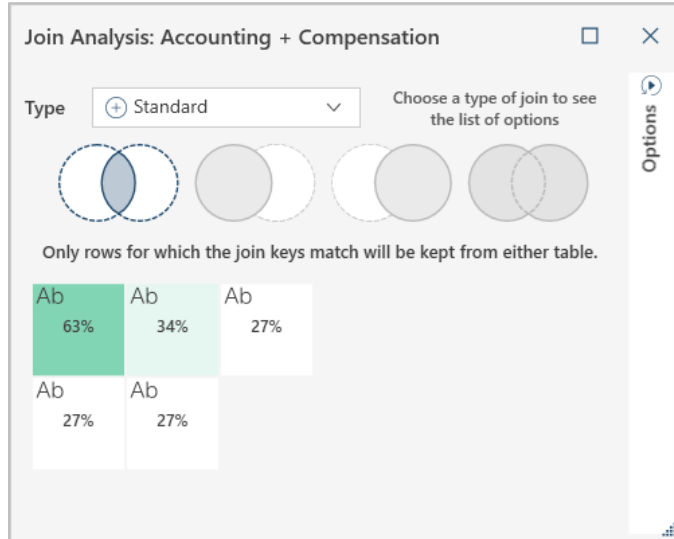 Join Analysis: Accounting + Compensation
Type
Standard
Choose a type of join to see
the list of options
Options
Only rows for which the join keys match will be kept from either table.
Ab
63%
Ab
34%
Ab
27%
Ab
27%
Ab
27%